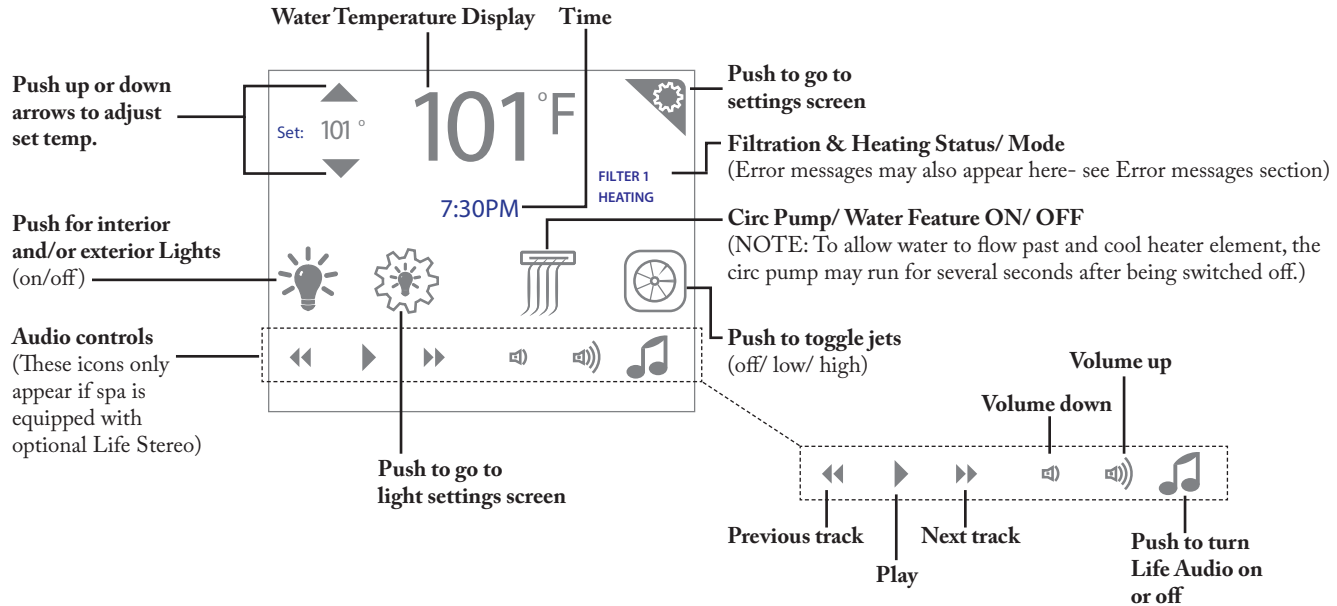 Water Temperature Display
Time
Push up or down
arrows to adjust
set temp.
Set: 101 °
101°F
Push to go to
settings screen
Filtration & Heating Status/ Mode
(Error messages may also appear here- see Error messages section)
FILTER 1
HEATING
7:30PM
Circ Pump/ Water Feature ON/ OFF
(NOTE: To allow water to flow past and cool heater element, the
circ pump may run for several seconds after being switched off.)
Push for interior
and/or exterior Lights
(on/off)
Push to toggle jets
(off/ low/ high)
Audio controls
(These icons only
appear if spa is
equipped with
optional Life Stereo)
Push to go to
light settings screen
Volume up
Volume down
Previous track
Play
Next track
Push to turn
Life Audio on
or off